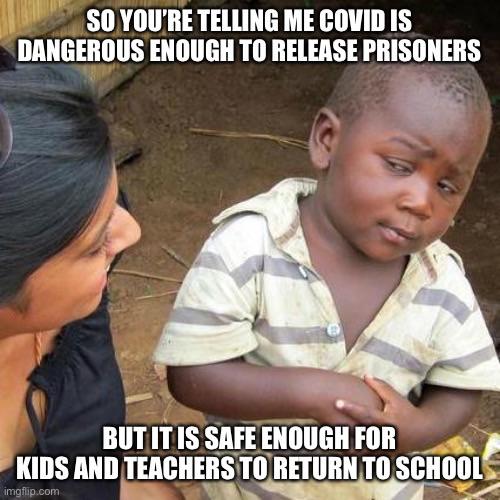 SO YOU'RE TELLING ME COVID IS
DANGEROUS ENOUGH TO RELEASE PRISONERS
BUT IT IS SAFE ENOUGH FOR
KIDS AND TEACHERS TO RETURN TO SCHOOL
imgflip.com